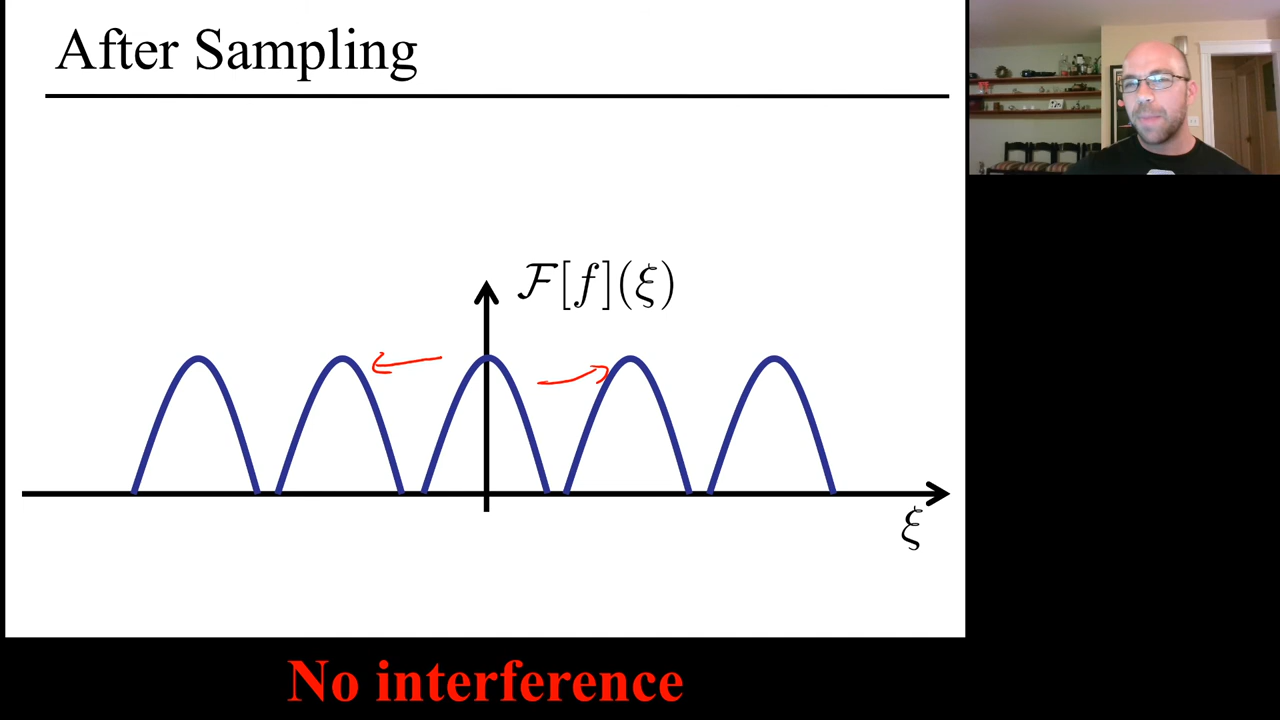 After Sampling
ℱ[f](ξ)
ξ
No interference